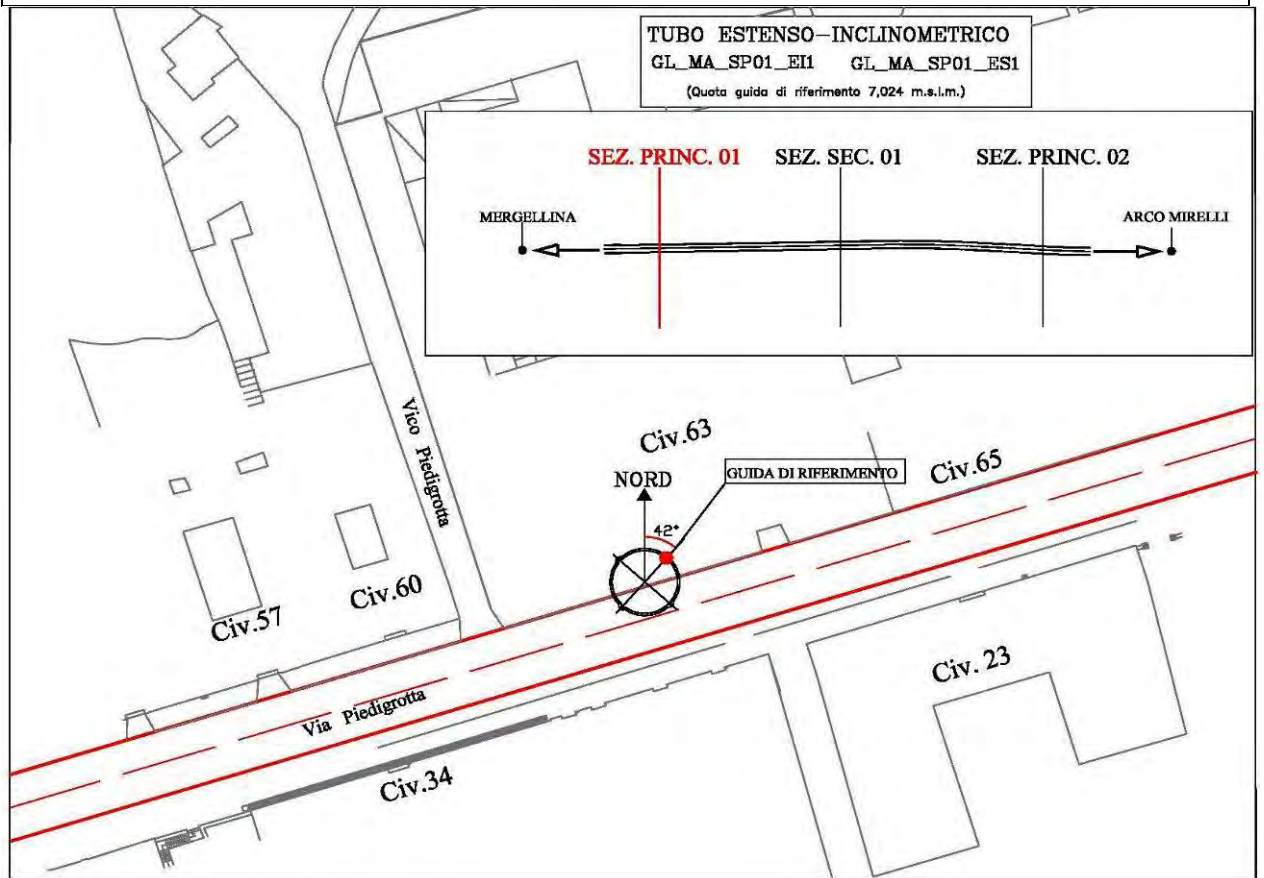 TUBO ESTENSO-INCLINOMETRICO
GL_MA_SP01_EI1 GL_MA_SP01_ES1
(Quota guida di riferimento 7,024 m.s.l.m.)
SEZ. PRINC. 01 SEZ. SEC. 01 SEZ. PRINC. 02
MERGELLINA
ARCO MIRELLI
Vico Piedigrotta
Civ.63
NORD
GUIDA DI RIFERIMENTO
Civ.65
42°
Civ.60
Civ.57
Civ. 23
Via Piedigrotta
Civ.34